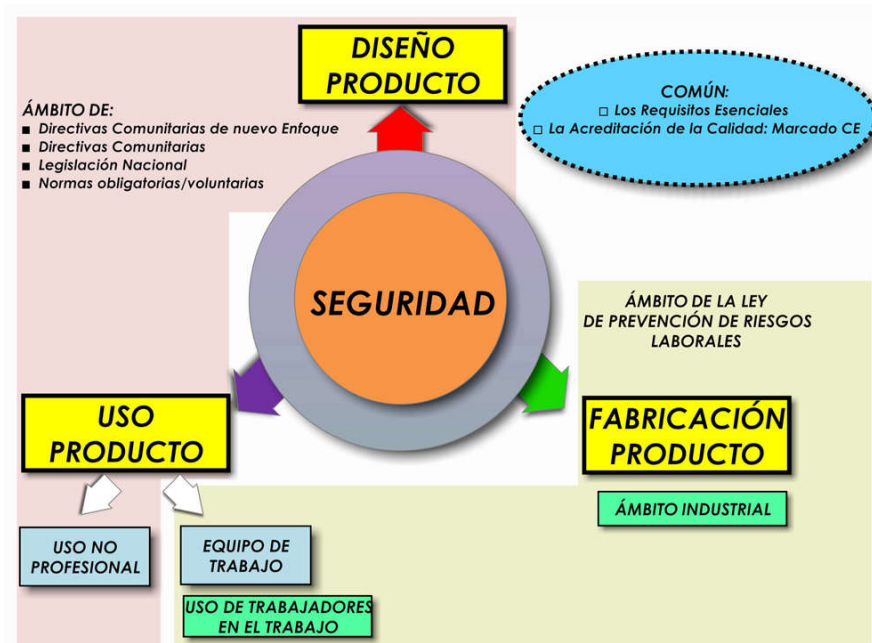 DISEÑO
PRODUCTO
ÁMBITO DE:
■ Directivas Comunitarias de nuevo Enfoque
■ Directivas Comunitarias
■ Legislación Nacional
■ Normas obligatorias/voluntarias
COMÚN:
□ Los Requisitos Esenciales
□ La Acreditación de la Calidad: Marcado CE
SEGURIDAD
ÁMBITO DE LA LEY
DE PREVENCIÓN DE RIESGOS
LABORALES
USO
PRODUCTO
FABRICACIÓN
PRODUCTO
ÁMBITO INDUSTRIAL
USO NO
PROFESIONAL
EQUIPO DE
TRABAJO
USO DE TRABAJADORES
EN EL TRABAJO